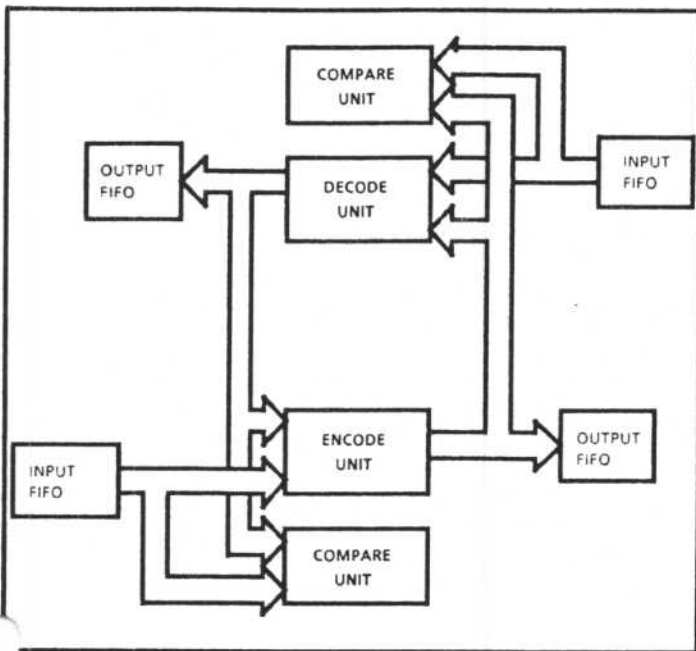 COMPARE
UNIT
OUTPUT
FIFO
DECODE
UNIT
INPUT
FIFO
ENCODE
UNIT
OUTPUT
FIFO
INPUT
FIFO
COMPARE
UNIT